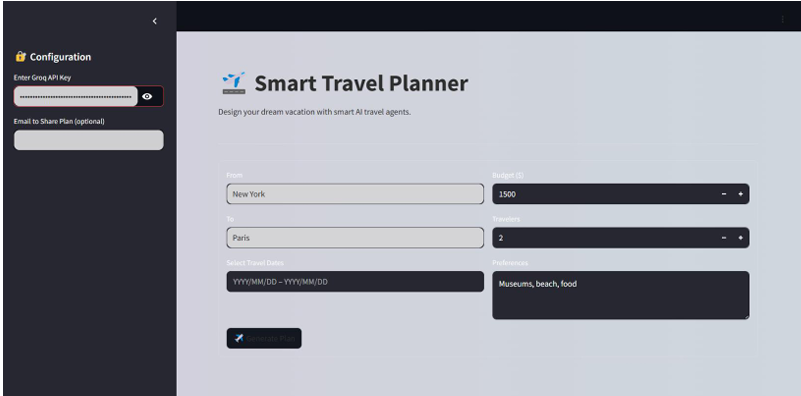 Configuration
Enter Groq API Key
Email to Share Plan (optional)
Smart Travel Planner
Design your dream vacation with smart AI travel agents.
From
New York
Budget ($)
1500
To
Paris
Travelers
2
Select Travel Dates
YYYY/MM/DD – YYYY/MM/DD
Preferences
Museums, beach, food
Generate Plan